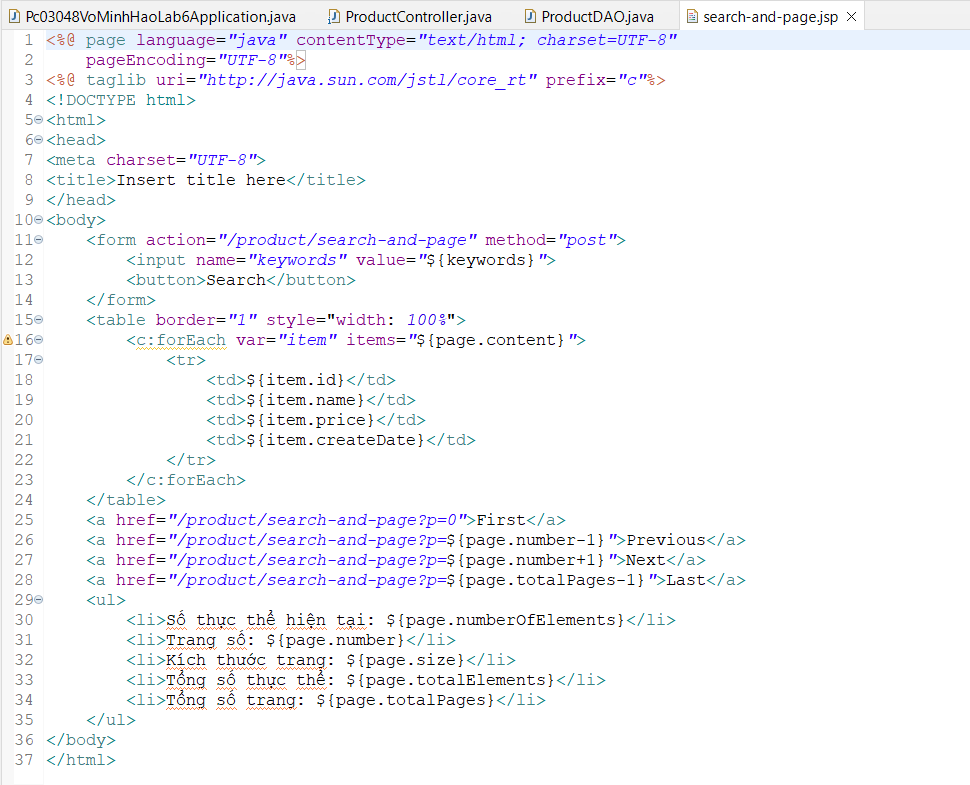 Pc03048VoMinhHaoLab6Application.java ProductController.java ProductDAO.java search-and-page.jsp
1 <%@ page language="java" contentType="text/html; charset=UTF-8"
2     pageEncoding="UTF-8"%>
3 <%@ taglib uri="http://java.sun.com/jstl/core_rt" prefix="c"%>
4 <!DOCTYPE html>
5 <html>
6 <head>
7 <meta charset="UTF-8">
8 <title>Insert title here</title>
9 </head>
10 <body>
11     <form action="/product/search-and-page" method="post">
12         <input name="keywords" value="${keywords}">
13         <button>Search</button>
14     </form>
15     <table border="1" style="width: 100%">
16         <c:forEach var="item" items="${page.content}">
17             <tr>
18                 <td>${item.id}</td>
19                 <td>${item.name}</td>
20                 <td>${item.price}</td>
21                 <td>${item.createDate}</td>
22             </tr>
23         </c:forEach>
24     </table>
25     <a href="/product/search-and-page?p=0">First</a>
26     <a href="/product/search-and-page?p=${page.number-1}">Previous</a>
27     <a href="/product/search-and-page?p=${page.number+1}">Next</a>
28     <a href="/product/search-and-page?p=${page.totalPages-1}">Last</a>
29     <ul>
30         <li>Số thực thể hiện tại: ${page.numberOfElements}</li>
31         <li>Trang số: ${page.number}</li>
32         <li>Kích thước trang: ${page.size}</li>
33         <li>Tổng số thực thể: ${page.totalElements}</li>
34         <li>Tổng số trang: ${page.totalPages}</li>
35     </ul>
36 </body>
37 </html>